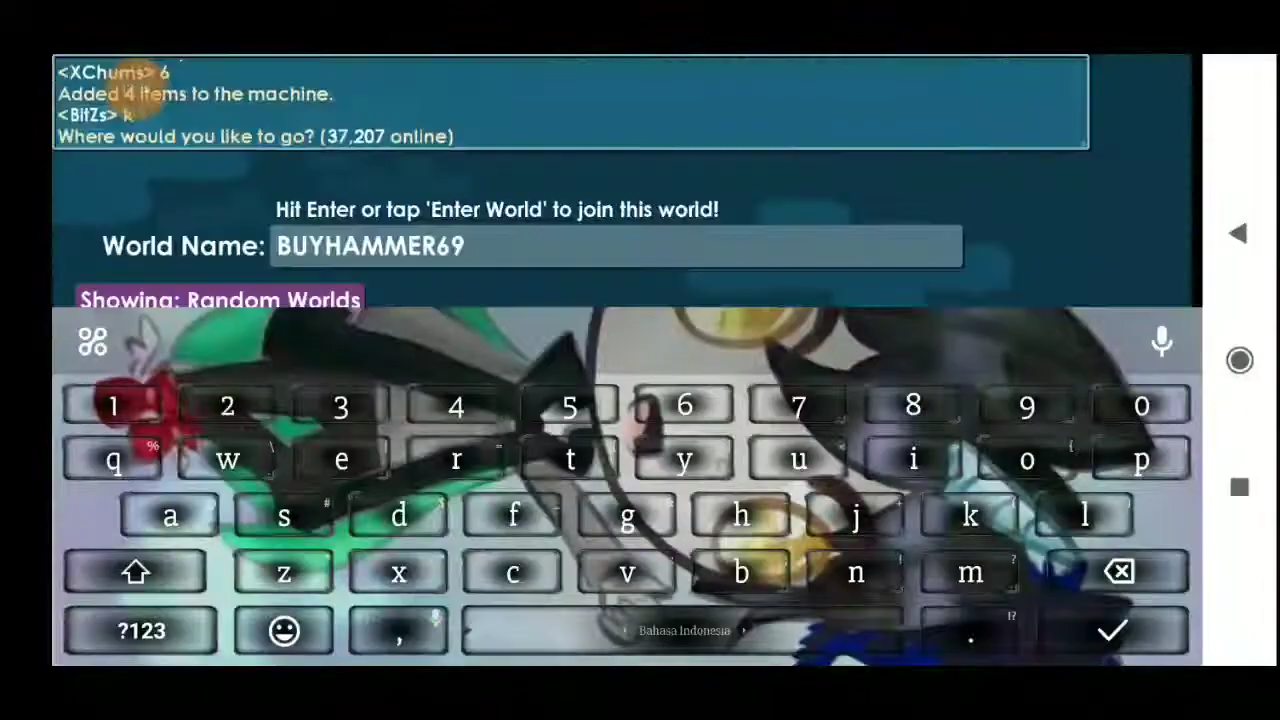 <XChums> 6
Added 4 items to the machine.
<BitZs> k
Where would you like to go? (37,207 online)
Hit Enter or tap 'Enter World' to join this world!
World Name: BUYHAMMER69
Showing: Random Worlds
1 2 3 4 5 6 7 8 9 0
q w e r t y u i o p
a s d f g h j k l
z x c v b n m
?123 , Bahasa Indonesia .